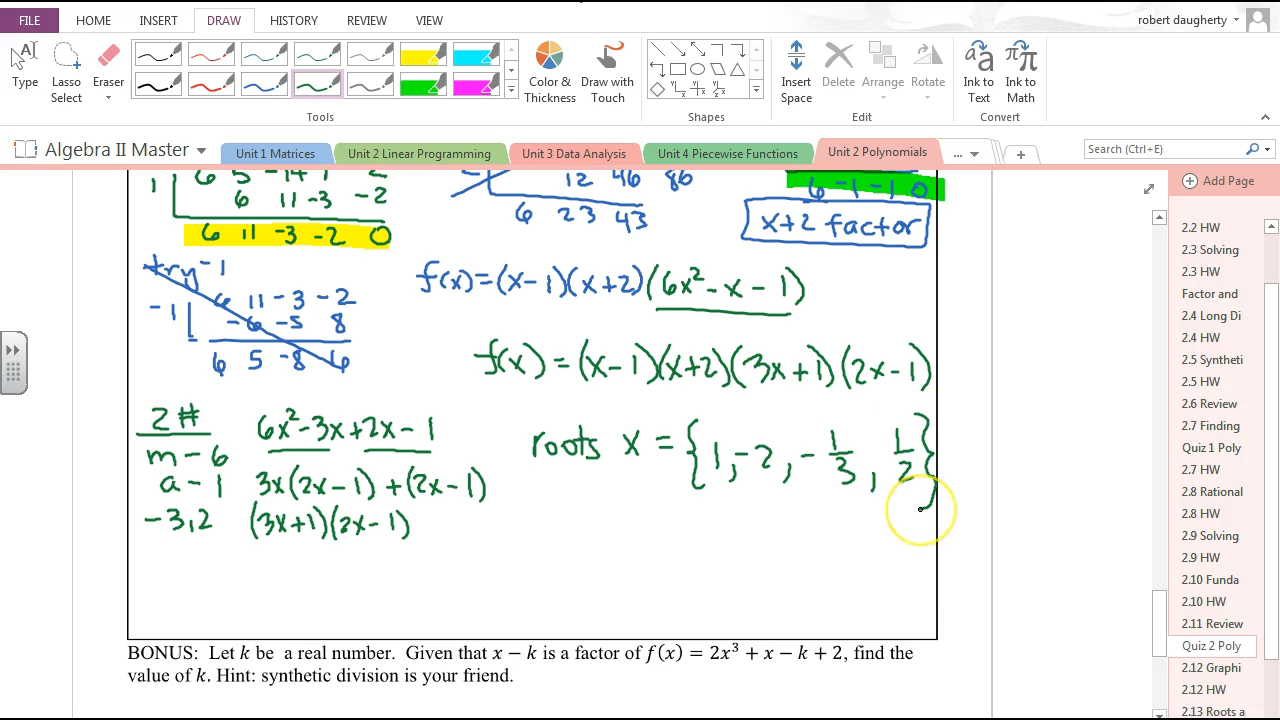 FILE HOME INSERT DRAW HISTORY REVIEW VIEW robert daugherty
Type Lasso Select Eraser Color & Thickness Draw with Touch Insert Space Delete Arrange Rotate Ink to Text Ink to Math
Tools Shapes Edit Convert
Algebra II Master Unit 1 Matrices Unit 2 Linear Programming Unit 3 Data Analysis Unit 4 Piecewise Functions Unit 2 Polynomials ... Search (Ctrl+E)
Add Page
2.2 HW
2.3 Solving
2.3 HW
Factor and
2.4 Long Di
2.4 HW
2.5 Syntheti
2.5 HW
2.6 Review
2.7 Finding
Quiz 1 Poly
2.7 HW
2.8 Rational
2.8 HW
2.9 Solving
2.9 HW
2.10 Funda
2.10 HW
2.11 Review
Quiz 2 Poly
2.12 Graphi
2.12 HW
2.13 Roots a
1 6 5 -14 1 2
6 11 -3 -2
6 11 -3 -2 0
12 46 86
6 23 43
6 -1 -1 0
x+2 factor
try -1
-1 6 11 -3 -2
-6 -5 8
6 5 -8 6
f(x)=(x-1)(x+2)(6x²-x-1)
f(x)=(x-1)(x+2)(3x+1)(2x-1)
2#
m -6
a -1
-3,2
6x²-3x+2x-1
3x(2x-1)+(2x-1)
(3x+1)(2x-1)
roots x = {1, -2, -1/3, 1/2}
BONUS: Let k be a real number. Given that x − k is a factor of f(x) = 2x³ + x − k + 2, find the
value of k. Hint: synthetic division is your friend.